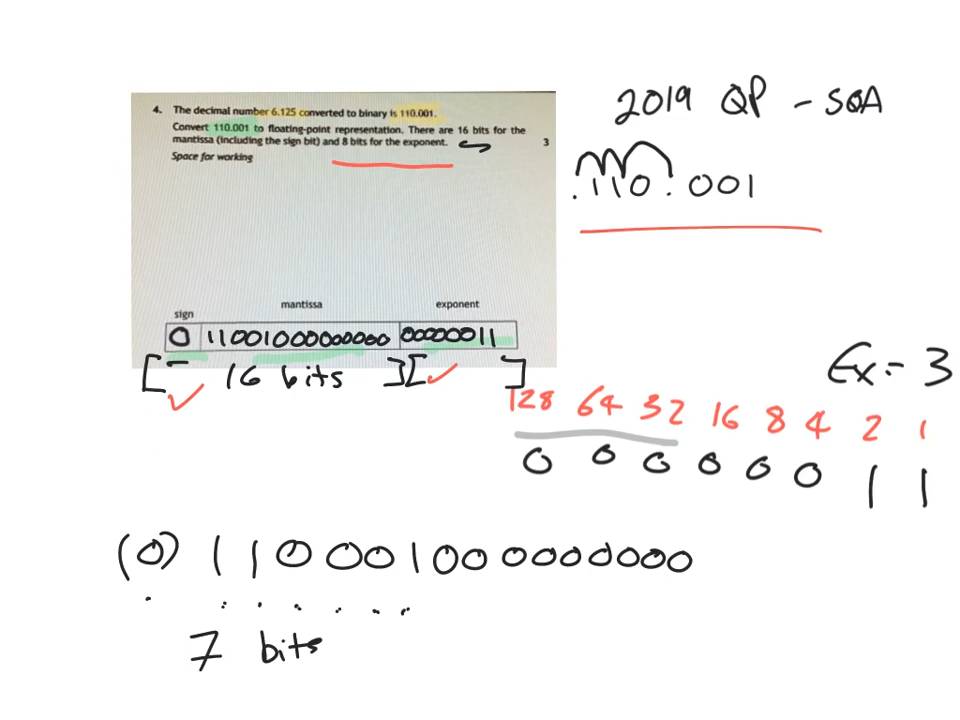 2019 QP - SQA
4. The decimal number 6.125 converted to binary is 110.001.
Convert 110.001 to floating-point representation. There are 16 bits for the
mantissa (including the sign bit) and 8 bits for the exponent.
3
Space for working
.110.001
sign mantissa exponent
0 110010000000000 00000011
[ 16 bits ] [ ]
Ex = 3
128 64 32 16 8 4 2 1
0 0 0 0 0 0 1 1
(0) 110001000000000
7 bits